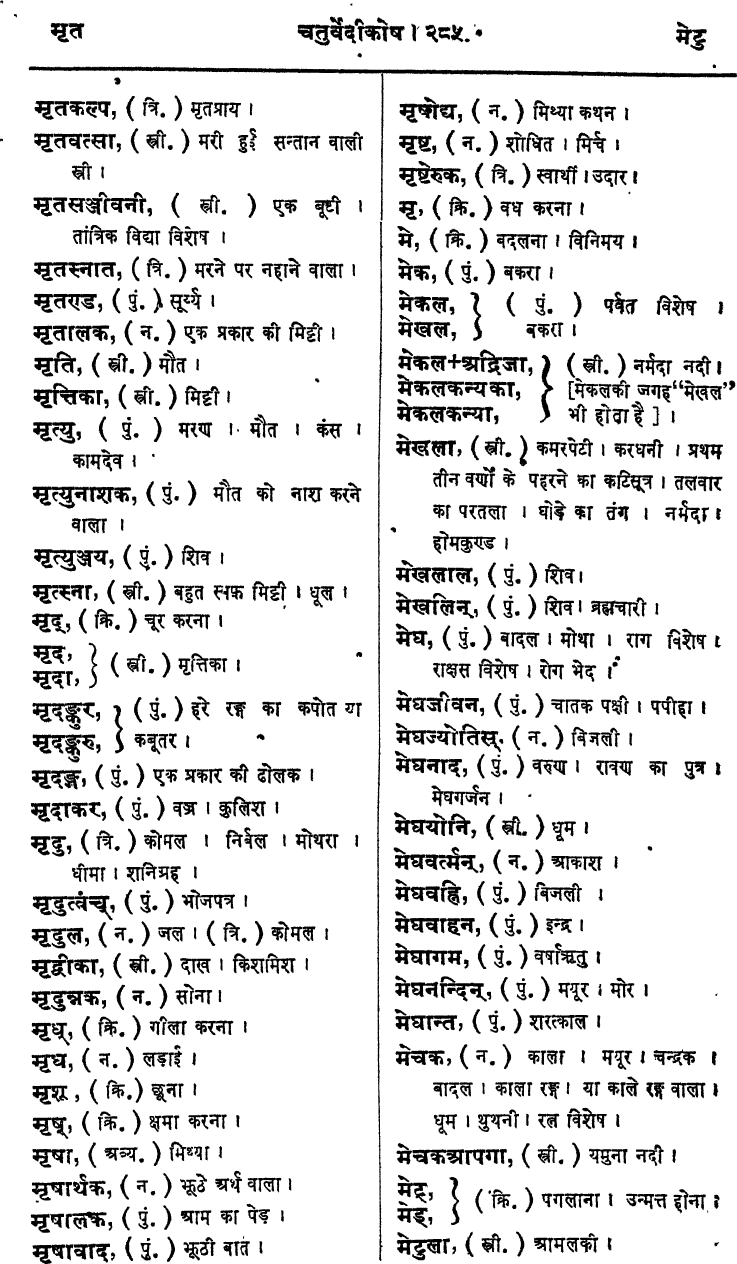 मृत चतुर्वेदीकोष । २८५. मेटु
मृतकल्प, ( त्रि. ) मृतप्राय ।
मृतवत्सा, ( स्त्री. ) मरी हुई सन्तान वाली
स्त्री ।
मृतसञ्जीवनी, ( स्त्री. ) एक बूष्टी ।
तांत्रिक विद्या विशेष ।
मृतस्नात, ( त्रि. ) मरने पर नहाने वाला ।
मृतण्ड, ( पुं. ) सूर्य्य ।
मृतालक, ( न. ) एक प्रकार की मिट्टी ।
मृति, ( स्त्री. ) मौत ।
मृत्तिका, ( स्त्री. ) मिट्टी ।
मृत्यु, ( पुं. ) मरण । मौत । कंस ।
कामदेव ।
मृत्युनाशक, ( पुं. ) मौत को नाश करने
वाला ।
मृत्युञ्जय, ( पुं. ) शिव ।
मृत्स्ना, ( स्त्री. ) बहुत साफ़ मिट्टी । धूल ।
मृद्, ( क्रि. ) चूर करना ।
मृद,
मृदा, } ( स्त्री. ) मृत्तिका ।
मृदङ्कुर, } ( पुं. ) हरे रङ्ग का कपोत या
मृदङ्कुरु, } कबूतर ।
मृदङ्ग, ( पुं. ) एक प्रकार की ढोलक ।
मृदाकर, ( पुं. ) वज्र । कुलिश ।
मृदु, ( त्रि. ) कोमल । निर्बल । मोथरा ।
धीमा । शनिग्रह ।
मृदुत्वच्, ( पुं. ) भोजपत्र ।
मृदुल, ( न. ) जल । ( त्रि. ) कोमल ।
मृद्वीका, ( स्त्री. ) दाख । किशमिश ।
मृदुन्नक, ( न. ) सोना ।
मृध्, ( क्रि. ) गीला करना ।
मृध, ( न. ) लड़ाई ।
मृश्, ( क्रि. ) छूना ।
मृष्, ( क्रि. ) क्षमा करना ।
मृषा, ( अव्य. ) मिथ्या ।
मृषार्थक, ( न. ) झूठे अर्थ वाला ।
मृषालक, ( पुं. ) आम का पेड़ ।
मृषावाद, ( पुं. ) झूठी बात ।
मृषोद्य, ( न. ) मिथ्या कथन ।
मृष्ट, ( न. ) शोधित । मिर्च ।
मृष्टेरुक, ( त्रि. ) स्वार्थी । उदार ।
मृ, ( क्रि. ) वध करना ।
मे, ( क्रि. ) बदलना । विनिमय ।
मेक, ( पुं. ) बकरा ।
मेकल, } ( पुं. ) पर्वत विशेष ।
मेखल, } बकरा ।
मेकल+अद्रिजा, } ( स्त्री. ) नर्मदा नदी ।
मेकलकन्यका, } [मेकलकी जगह "मेखल"
मेकलकन्या, } भी होता है ] ।
मेखला, ( स्त्री. ) कमरपेटी । करधनी । प्रथम
तीन वर्णों के पहरने का कटिसूत्र । तलवार
का परतला । घोड़े का तंग । नर्मदा ।
होमकुण्ड ।
मेखलाल, ( पुं. ) शिव ।
मेखलिन्, ( पुं. ) शिव । ब्रह्मचारी ।
मेघ, ( पुं. ) बादल । मोथा । राग विशेष ।
राक्षस विशेष । रोग भेद ।
मेघजीवन, ( पुं. ) चातक पक्षी । पपीहा ।
मेघज्योतिस्, ( न. ) बिजली ।
मेघनाद, ( पुं. ) वरुण । रावण का पुत्र ।
मेघगर्जन ।
मेघयोनि, ( स्त्री. ) धूम ।
मेघवर्त्मन्, ( न. ) आकाश ।
मेघवह्नि, ( पुं. ) बिजली ।
मेघवाहन, ( पुं. ) इन्द्र ।
मेघागम, ( पुं. ) वर्षाऋतु ।
मेघनन्दिन्, ( पुं. ) मयूर । मोर ।
मेघान्त, ( पुं. ) शरत्काल ।
मेचक, ( न. ) काला । मयूर । चन्द्रक ।
बादल । काला रङ्ग । या काले रङ्ग वाला ।
धूम । थुथनी । रत्न विशेष ।
मेचकआपगा, ( स्त्री. ) यमुना नदी ।
मेट्,
मेड्, } ( क्रि. ) पगलाना । उन्मत्त होना ।
मेटुला, ( स्त्री. ) आमलकी ।